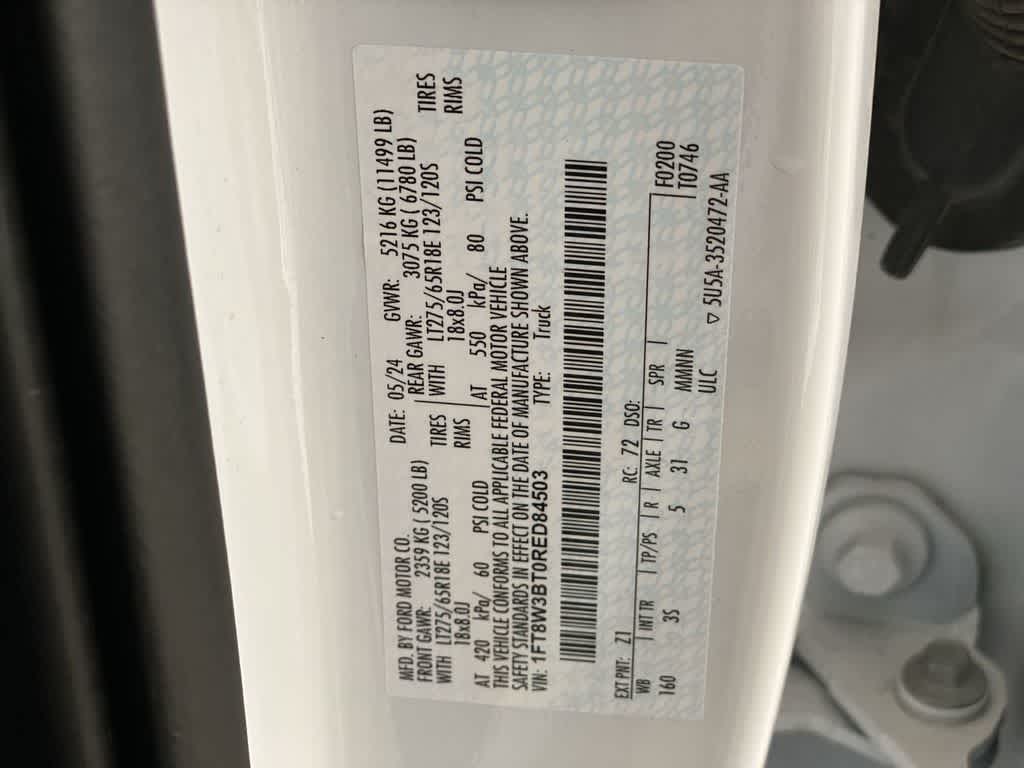 MFD. BY FORD MOTOR CO. DATE: 05/24 GVWR: 5216 KG (11499 LB)
FRONT GAWR: 2359 KG ( 5200 LB) REAR GAWR: 3075 KG ( 6780 LB)
WITH LT275/65R18E 123/120S TIRES WITH LT275/65R18E 123/120S TIRES
18x8.0J RIMS 18x8.0J RIMS
AT 420 kPa/ 60 PSI COLD AT 550 kPa/ 80 PSI COLD
THIS VEHICLE CONFORMS TO ALL APPLICABLE FEDERAL MOTOR VEHICLE
SAFETY STANDARDS IN EFFECT ON THE DATE OF MANUFACTURE SHOWN ABOVE.
VIN: 1FT8W3BT0RED84503 TYPE: Truck
EXT PNT: Z1 RC: 72 DSO: F0200
WB INT TR TP/PS R AXLE TR SPR T0746
160 3S 5 31 G MMMN
ULC ▽ 5U5A-3520472-AA